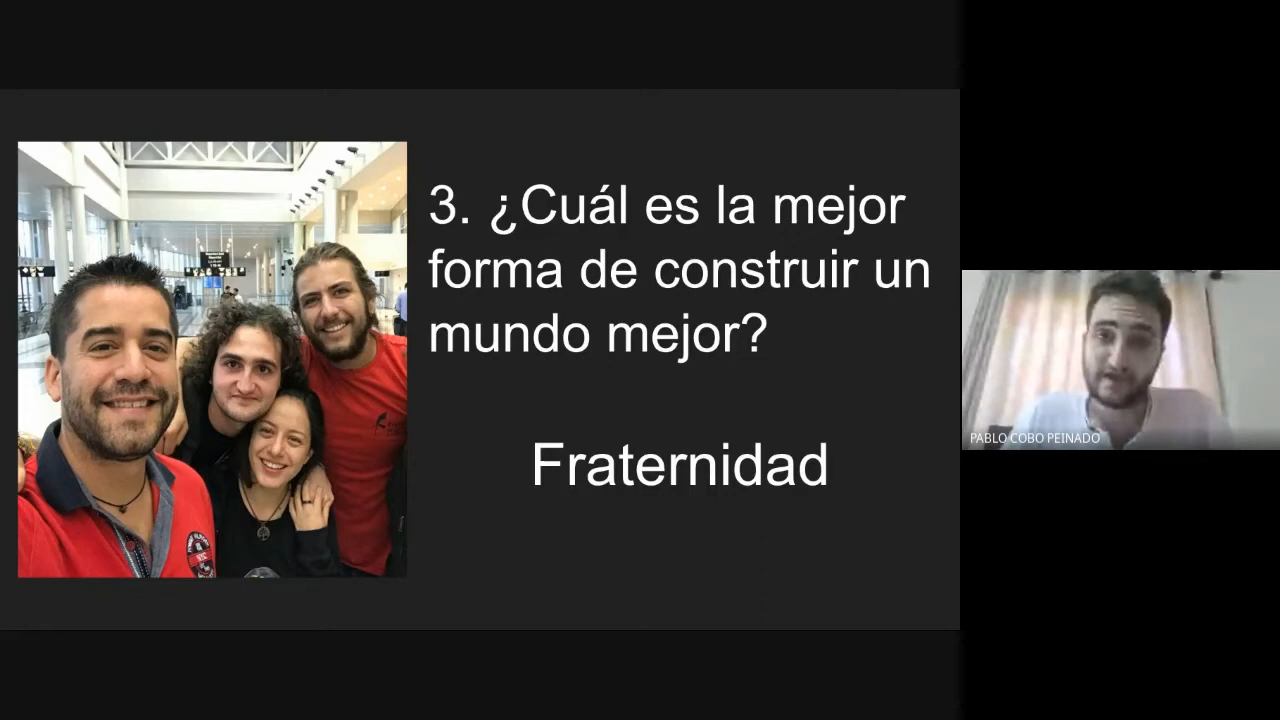 3. ¿Cuál es la mejor
forma de construir un
mundo mejor?
Fraternidad
PABLO COBO PEINADO